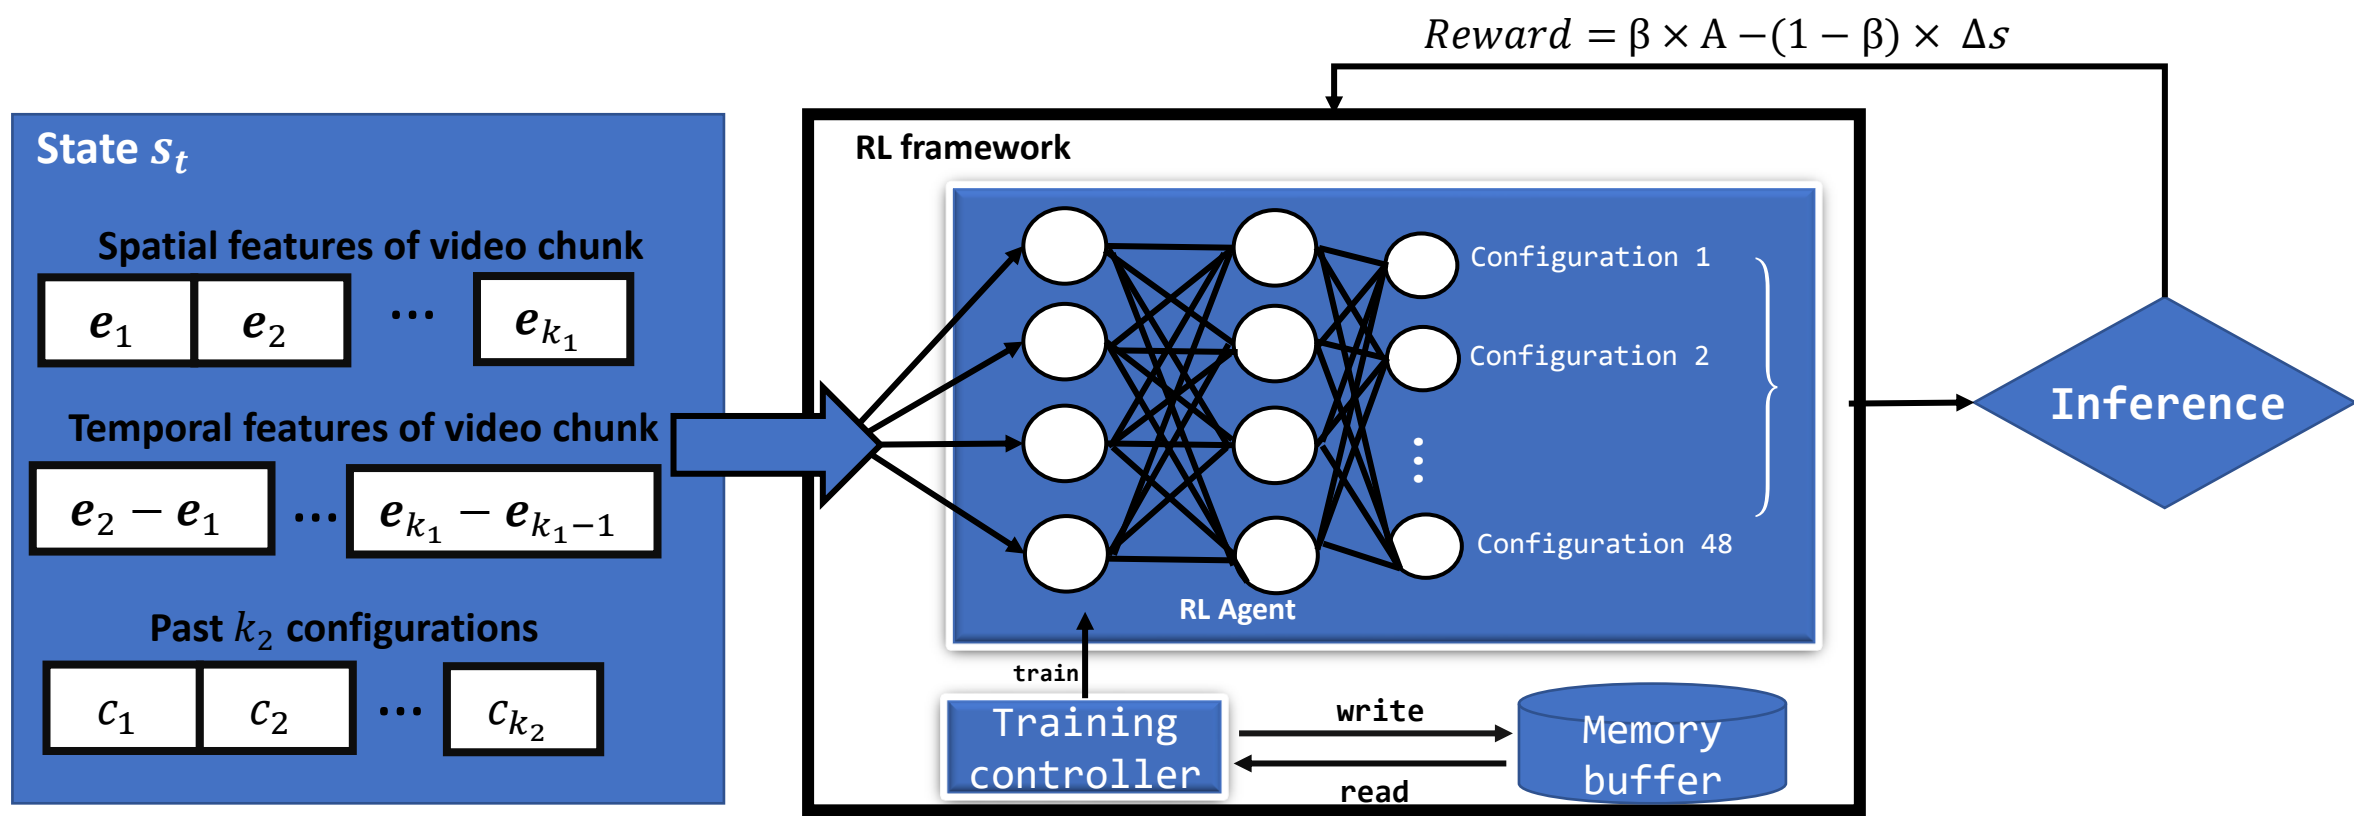 Reward = β × A −(1 − β) × Δs
State s_t
Spatial features of video chunk
e_1 e_2 ... e_{k_1}
Temporal features of video chunk
e_2 − e_1 ... e_{k_1} − e_{k_1−1}
Past k_2 configurations
c_1 c_2 ... c_{k_2}
RL framework
Configuration 1
Configuration 2
⋮
Configuration 48
RL Agent
train
Training
controller
write
read
Memory
buffer
Inference